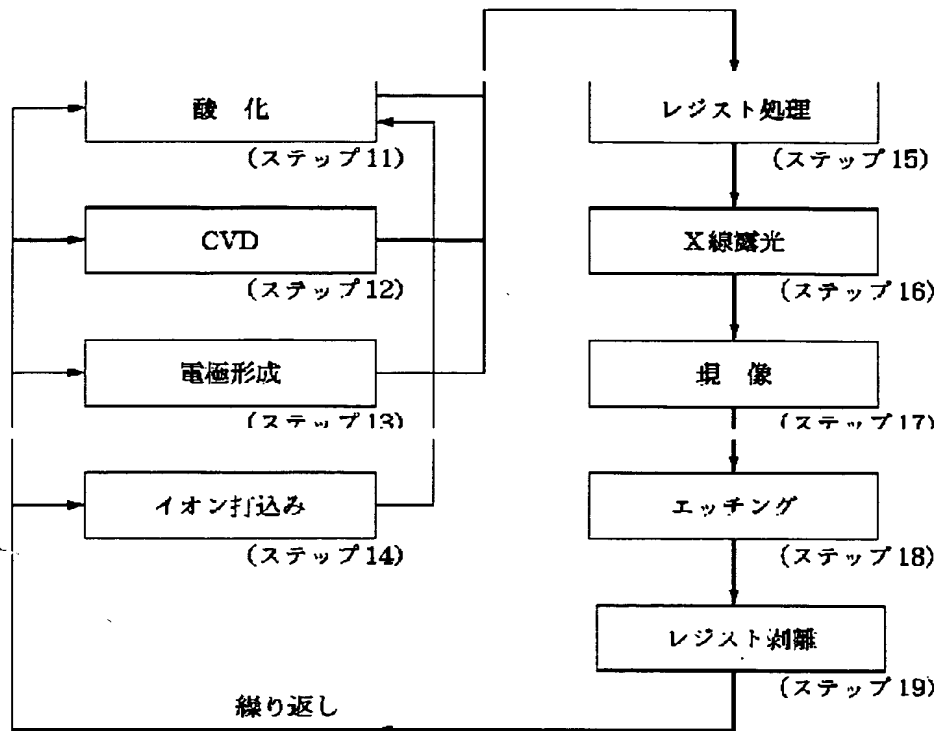 酸 化
(ステップ11)
CVD
(ステップ12)
電極形成
(ステップ13)
イオン打込み
(ステップ14)
レジスト処理
(ステップ15)
X線露光
(ステップ16)
現 像
(ステップ17)
エッチング
(ステップ18)
レジスト剥離
(ステップ19)
繰り返し